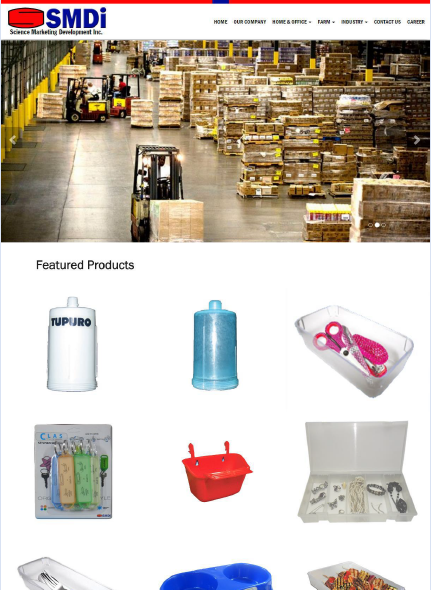 SMDi
Science Marketing Development Inc.
HOME OUR COMPANY HOME & OFFICE FARM INDUSTRY CONTACT US CAREER
Featured Products
TUPURO